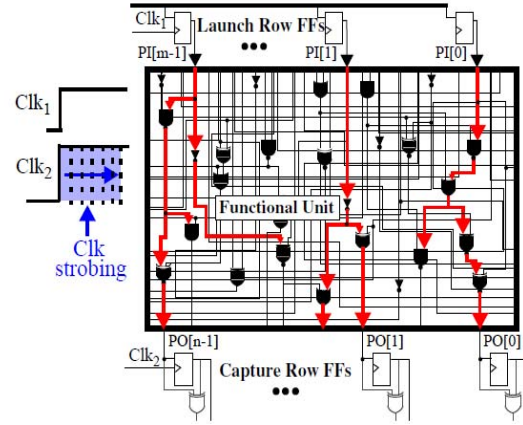 Clk1 Launch Row FFs
PI[m-1] PI[1] PI[0]
Clk1
Clk2
Functional Unit
Clk
strobing
PO[n-1] PO[1] PO[0]
Clk2
Capture Row FFs